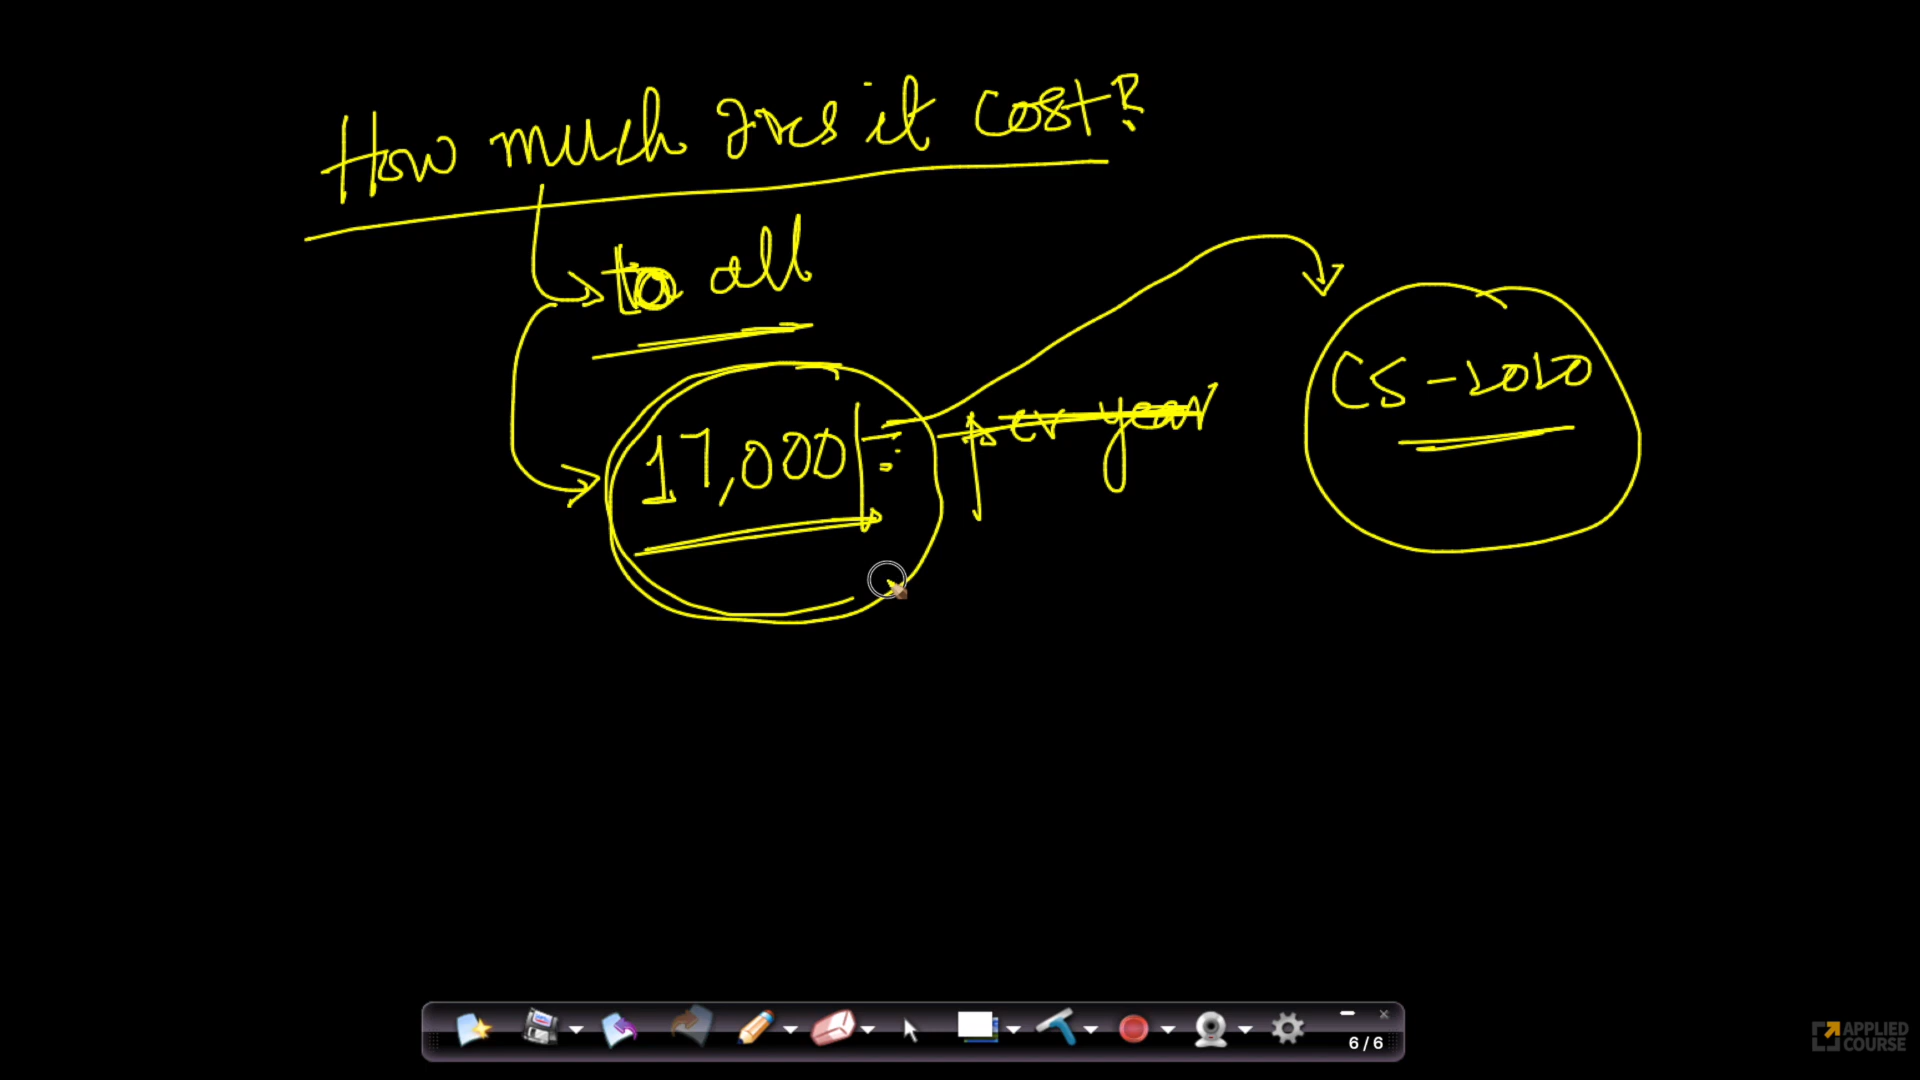 How much does it cost?
to all
17,000/= per year
CS-2020
6 / 6
APPLIED
COURSE